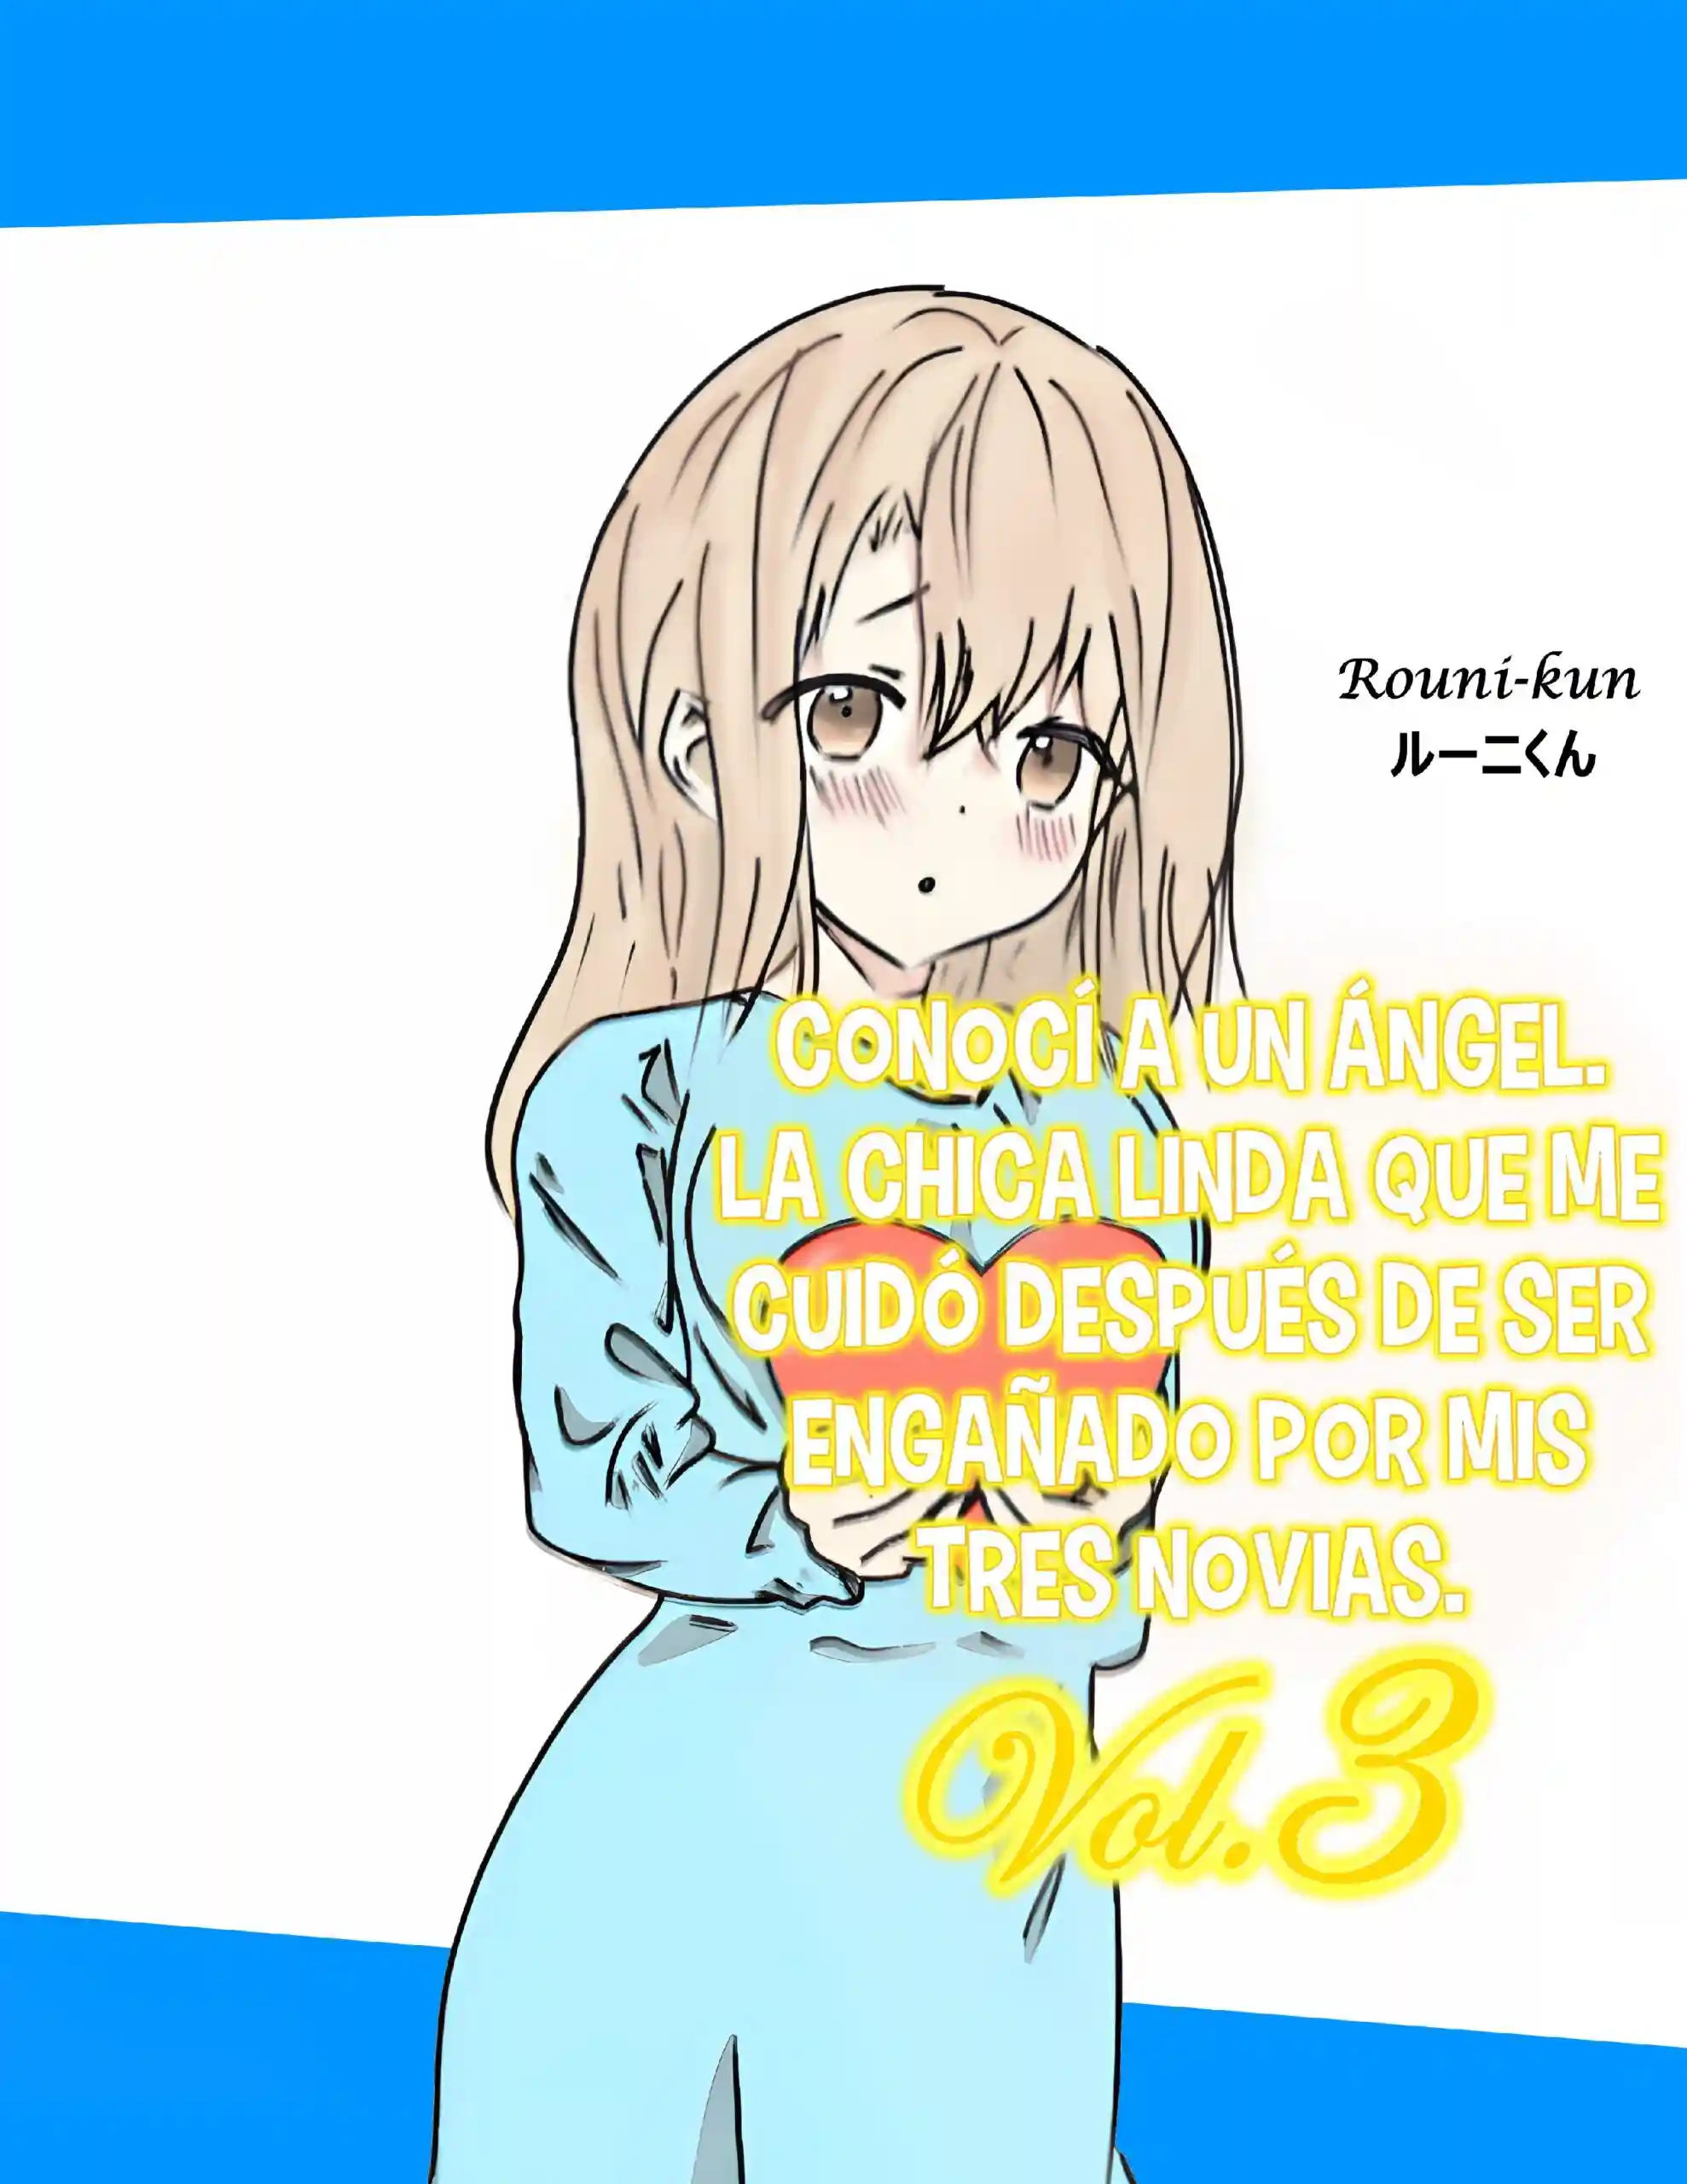 Rouni-kun
ルーニくん
CONOCÍ A UN ÁNGEL.
LA CHICA LINDA QUE ME
CUIDÓ DESPUÉS DE SER
ENGAÑADO POR MIS
TRES NOVIAS.
Vol.3